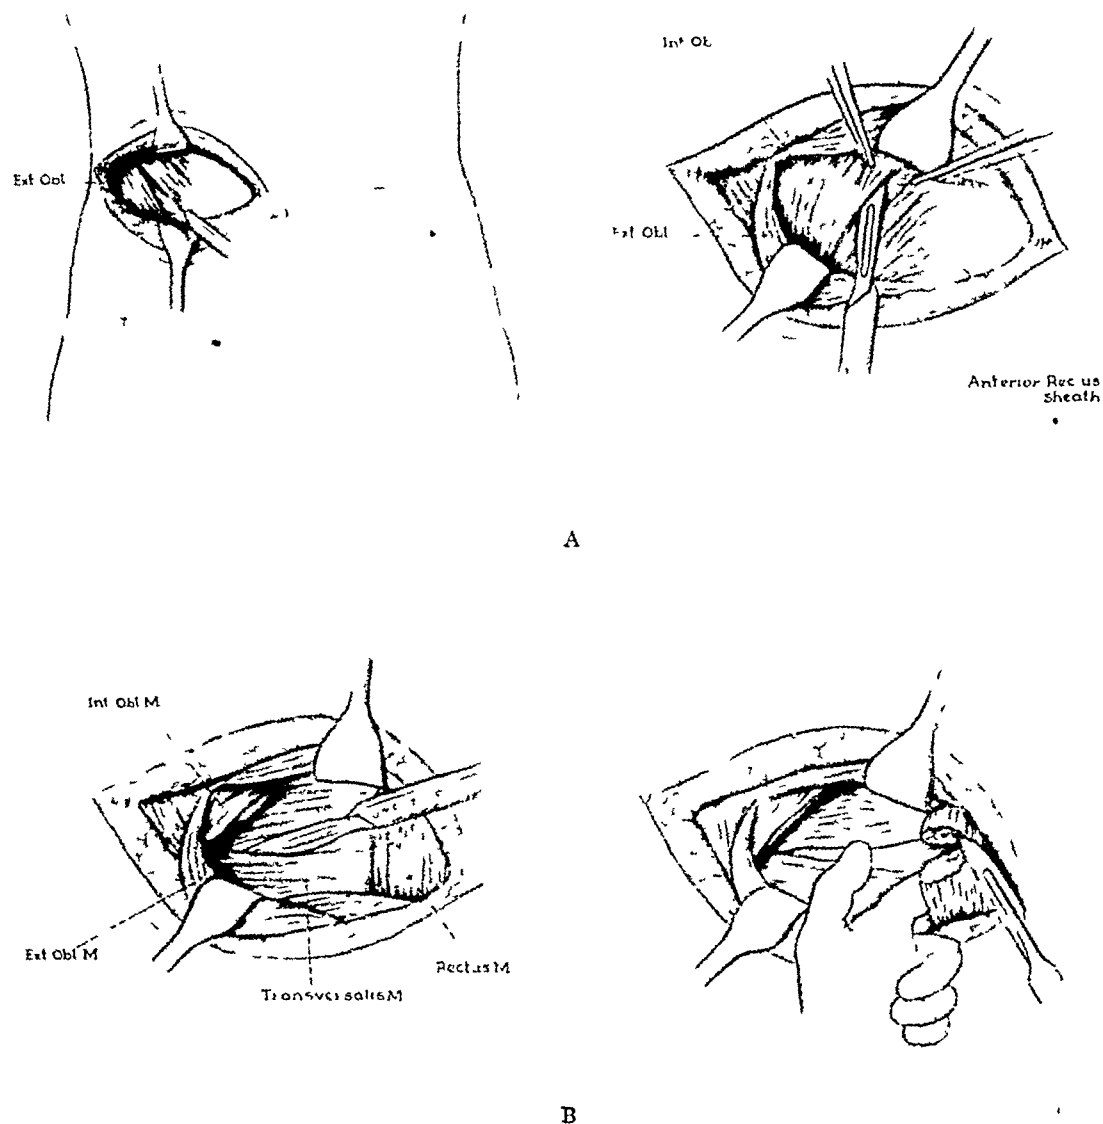 Int Ob
Ext Obl
Ext Obl
Anterior Rec us
Sheath
A
Int Obl M
Ext Obl M
Rectus M
Transversalis M
B